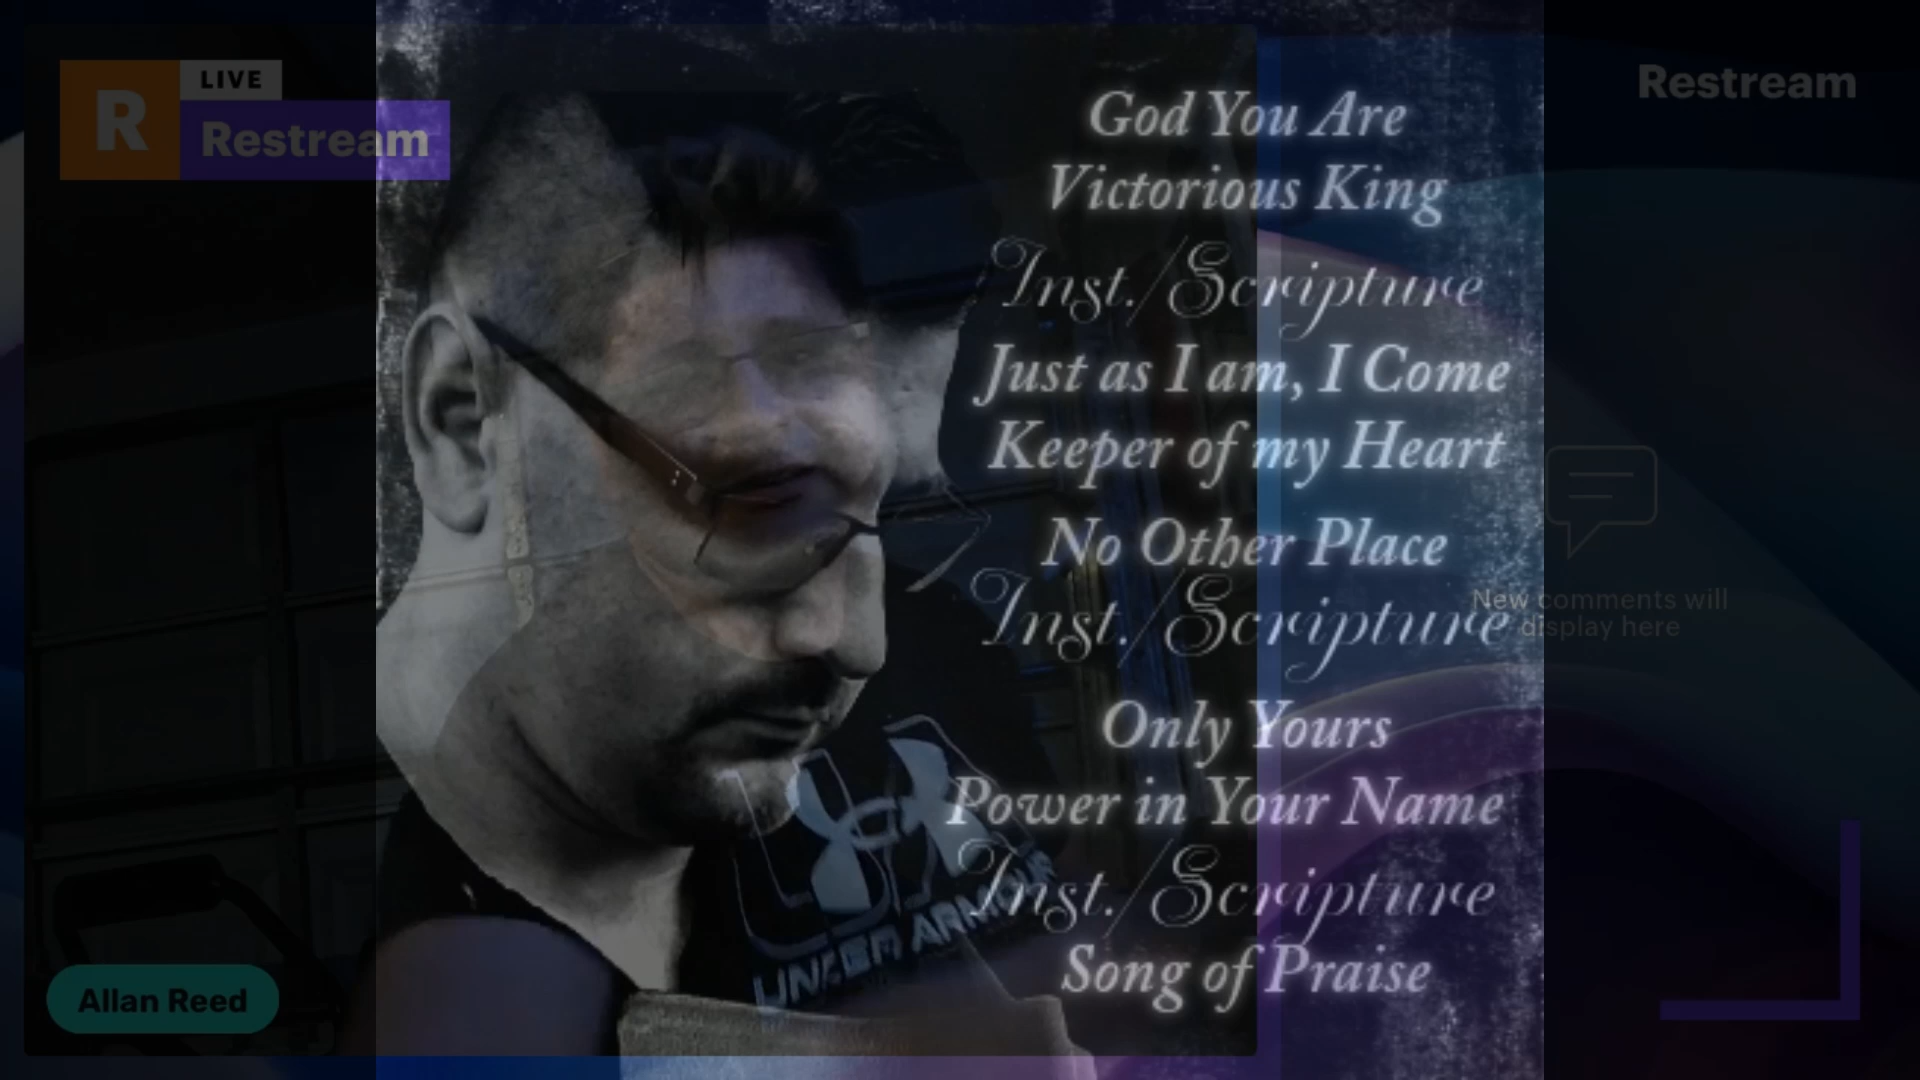 R
LIVE
Restream
Restream
God You Are
Victorious King
Inst./Scripture
Just as I am, I Come
Keeper of my Heart
No Other Place
Inst./Scripture
Only Yours
Power in Your Name
Inst./Scripture
Song of Praise
New comments will
display here
UNDER ARMOUR
Allan Reed